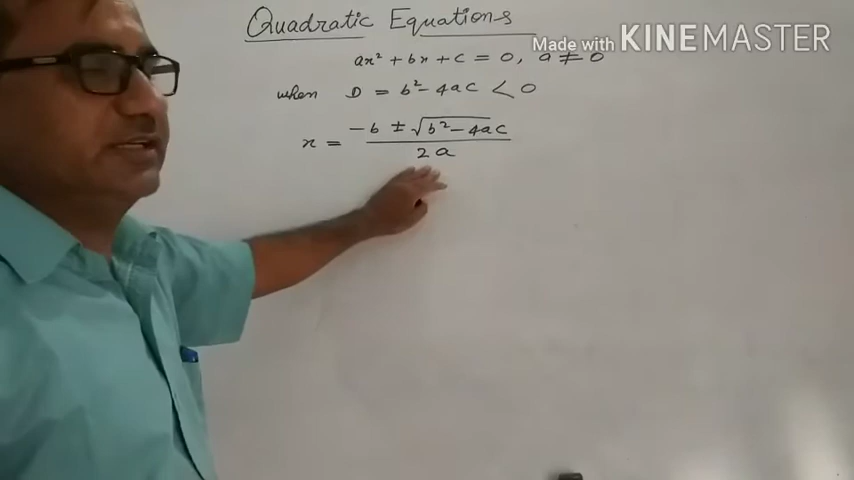 Quadratic Equations
Made with KINEMASTER
ax² + bx + c = 0, a ≠ 0
when D = b² - 4ac < 0
x = (-b ± √(b² - 4ac)) / 2a